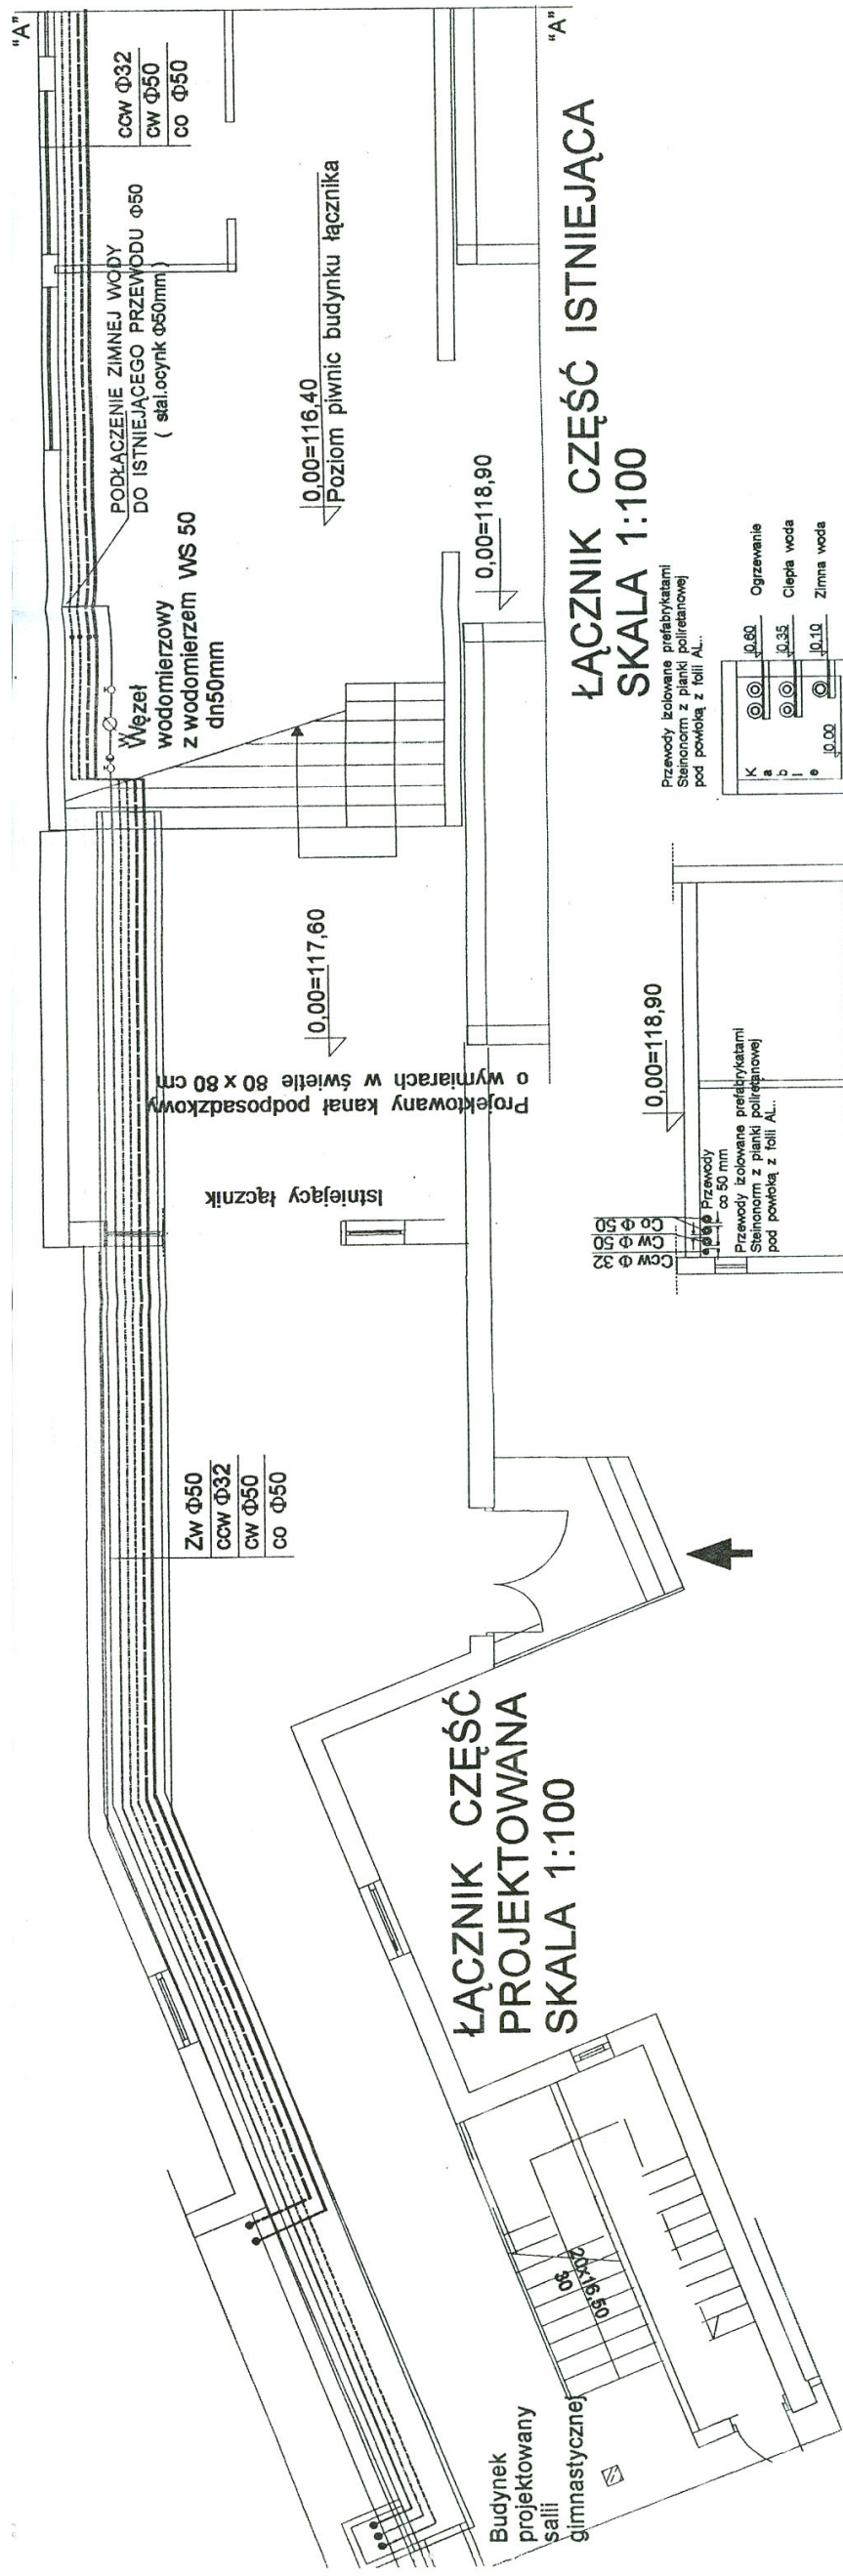 "A"
CCW Φ32
CW Φ50
CO Φ50
PODŁĄCZENIE ZIMNEJ WODY
DO ISTNIEJĄCEGO PRZEWODU Φ50
( stal.ocynk Φ50mm )
Węzeł
wodomierzowy
z wodomierzem WS 50
dn50mm
0,00=116,40
Poziom piwnic budynku łącznika
"A"
0,00=118,90
0,00=117,60
Projektowany kanał podposadzkowy
o wymiarach w świetle 80 x 80 cm
Istniejący łącznik
ZW Φ50
CCW Φ32
CW Φ50
CO Φ50
ŁĄCZNIK CZĘŚĆ ISTNIEJĄCA
SKALA 1:100
Przewody izolowane prefabrykatami
Steinonorm z pianki poliretanowej
pod powłoką z folii AL..
K
a
b
l
e
0.60
Ogrzewanie
0.35
Ciepła woda
0.10
Zimna woda
0.00
0,00=118,90
Ccw Φ 32
Cw Φ 50
Co Φ 50
Przewody
co 50 mm
Przewody izolowane prefabrykatami
Steinonorm z pianki poliretanowej
pod powłoką z folii AL..
ŁĄCZNIK CZĘŚĆ
PROJEKTOWANA
SKALA 1:100
20x16,50
30
Budynek
projektowany
salii
gimnastycznej